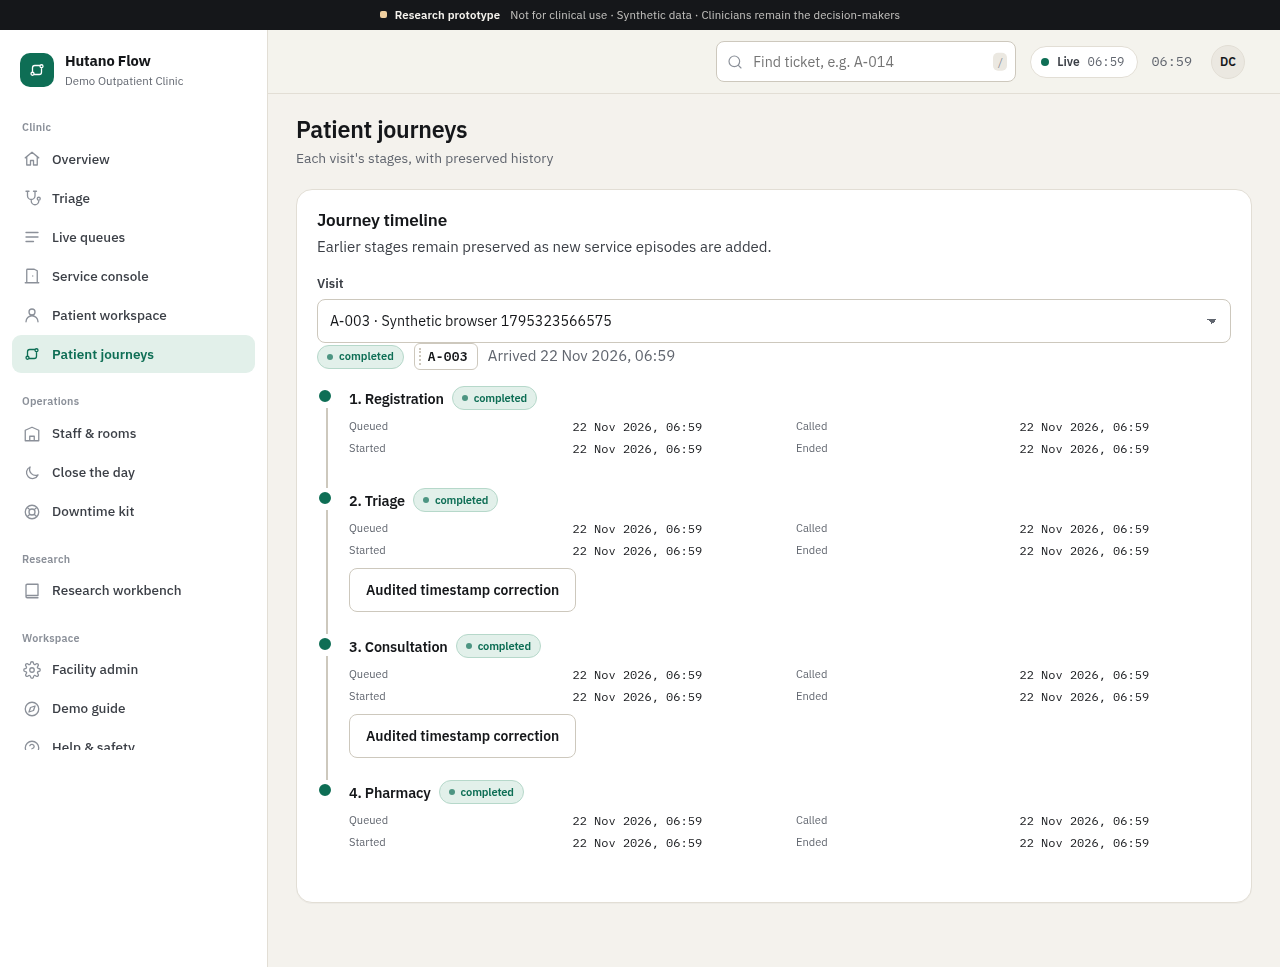 Research prototype Not for clinical use · Synthetic data · Clinicians remain the decision-makers
Hutano Flow
Demo Outpatient Clinic
Clinic
Overview
Triage
Live queues
Service console
Patient workspace
Patient journeys
Operations
Staff & rooms
Close the day
Downtime kit
Research
Research workbench
Workspace
Facility admin
Demo guide
Help & safety
Find ticket, e.g. A-014 /
Live 06:59
06:59
DC
Patient journeys
Each visit's stages, with preserved history
Journey timeline
Earlier stages remain preserved as new service episodes are added.
Visit
A-003 · Synthetic browser 1795323566575
completed A-003 Arrived 22 Nov 2026, 06:59
1. Registration completed
Queued 22 Nov 2026, 06:59 Called 22 Nov 2026, 06:59
Started 22 Nov 2026, 06:59 Ended 22 Nov 2026, 06:59
2. Triage completed
Queued 22 Nov 2026, 06:59 Called 22 Nov 2026, 06:59
Started 22 Nov 2026, 06:59 Ended 22 Nov 2026, 06:59
Audited timestamp correction
3. Consultation completed
Queued 22 Nov 2026, 06:59 Called 22 Nov 2026, 06:59
Started 22 Nov 2026, 06:59 Ended 22 Nov 2026, 06:59
Audited timestamp correction
4. Pharmacy completed
Queued 22 Nov 2026, 06:59 Called 22 Nov 2026, 06:59
Started 22 Nov 2026, 06:59 Ended 22 Nov 2026, 06:59